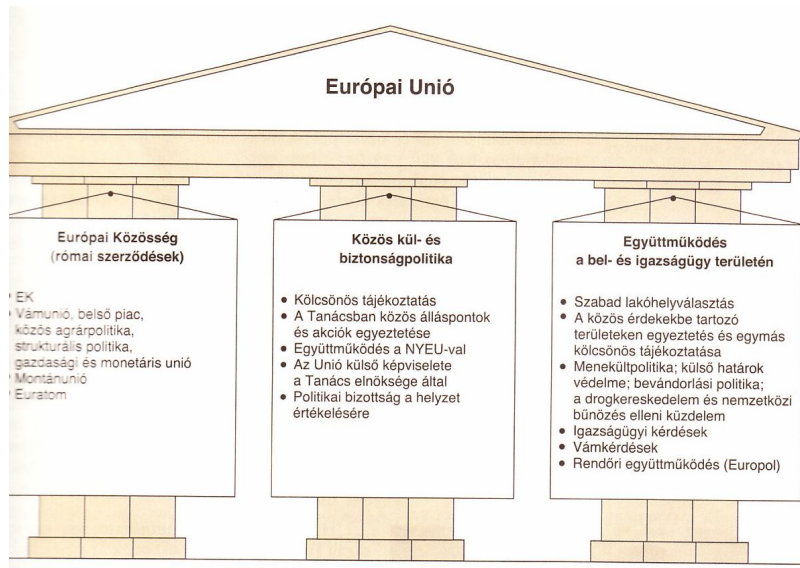 Európai Unió
Európai Közösség
(római szerződések)
• EK
• Vámunió, belső piac,
közös agrárpolitika,
strukturális politika,
gazdasági és monetáris unió
• Montánunió
• Euratom
Közös kül- és
biztonságpolitika
• Kölcsönös tájékoztatás
• A Tanácsban közös álláspontok
és akciók egyeztetése
• Együttműködés a NYEU-val
• Az Unió külső képviselete
a Tanács elnöksége által
• Politikai bizottság a helyzet
értékelésére
Együttműködés
a bel- és igazságügy területén
• Szabad lakóhelyválasztás
• A közös érdekekbe tartozó
területeken egyeztetés és egymás
kölcsönös tájékoztatása
• Menekültpolitika; külső határok
védelme; bevándorlási politika;
a drogkereskedelem és nemzetközi
bűnözés elleni küzdelem
• Igazságügyi kérdések
• Vámkérdések
• Rendőri együttműködés (Europol)